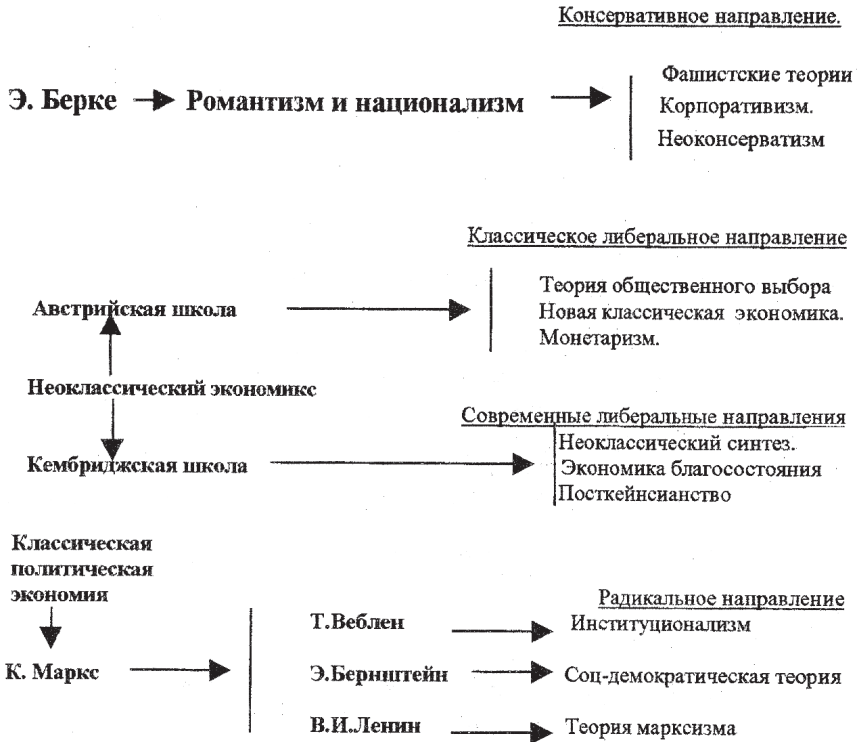 Консервативное направление.
Э. Берке Романтизм и национализм
Фашистские теории
Корпоративизм.
Неоконсерватизм
Классическое либеральное направление
Австрийская школа
Теория общественного выбора
Новая классическая экономика.
Монетаризм.
Неоклассический экономикс
Современные либеральные направления
Кембриджская школа
Неоклассический синтез.
Экономика благосостояния
Посткейнсианство
Классическая
политическая
экономия
Радикальное направление
Т.Веблен Институционализм
К. Маркс
Э.Бернштейн Соц-демократическая теория
В.И.Ленин Теория марксизма